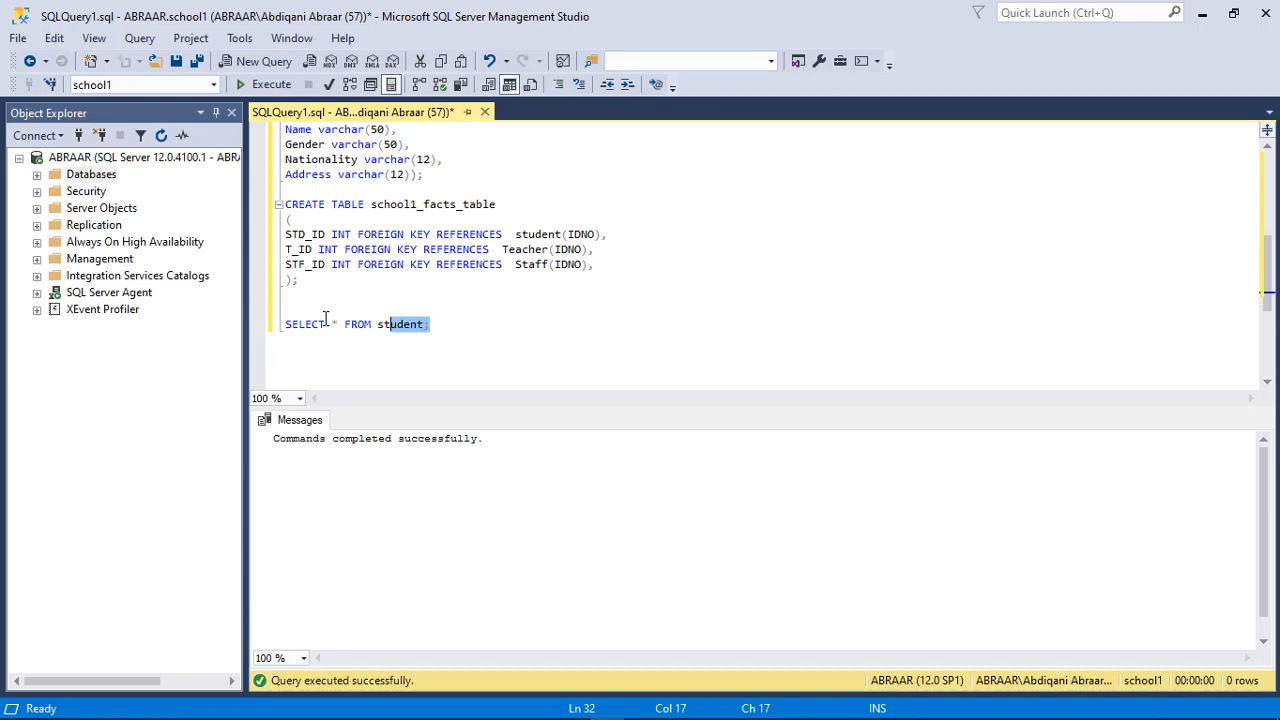 SQLQuery1.sql - ABRAAR.school1 (ABRAAR\Abdiqani Abraar (57))* - Microsoft SQL Server Management Studio
Quick Launch (Ctrl+Q)
File Edit View Query Project Tools Window Help
New Query
MDX DMX XMLA DAX
school1
Execute
Object Explorer
SQLQuery1.sql - AB...diqani Abraar (57))*
Connect
ABRAAR (SQL Server 12.0.4100.1 - ABRA
Databases
Security
Server Objects
Replication
Always On High Availability
Management
Integration Services Catalogs
SQL Server Agent
XEvent Profiler
Name varchar(50),
Gender varchar(50),
Nationality varchar(12),
Address varchar(12));
CREATE TABLE school1_facts_table
(
STD_ID INT FOREIGN KEY REFERENCES student(IDNO),
T_ID INT FOREIGN KEY REFERENCES Teacher(IDNO),
STF_ID INT FOREIGN KEY REFERENCES Staff(IDNO),
);
SELECT * FROM student;
100 %
Messages
Commands completed successfully.
100 %
Query executed successfully.
ABRAAR (12.0 SP1)
ABRAAR\Abdiqani Abraar...
school1
00:00:00
0 rows
Ready
Ln 32
Col 17
Ch 17
INS